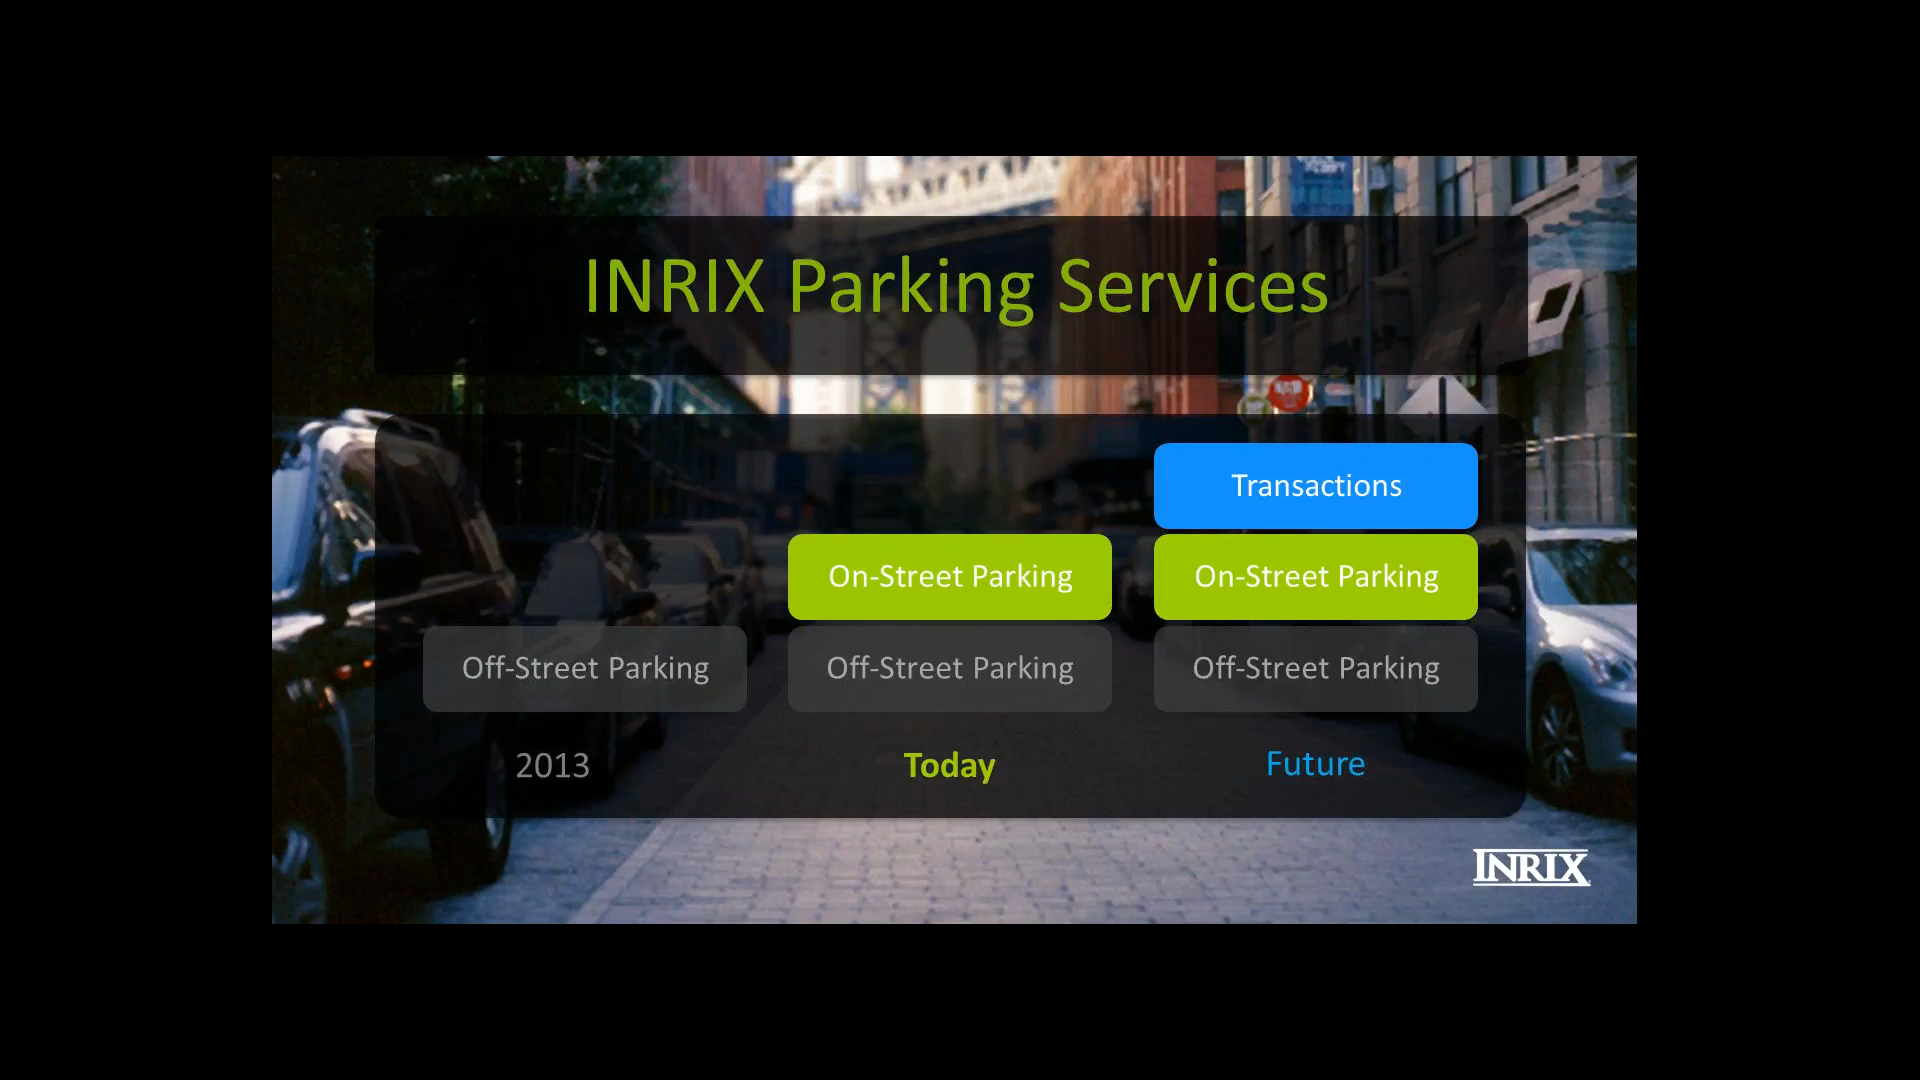 INRIX Parking Services
Transactions
On-Street Parking
On-Street Parking
Off-Street Parking
Off-Street Parking
Off-Street Parking
2013
Today
Future
INRIX